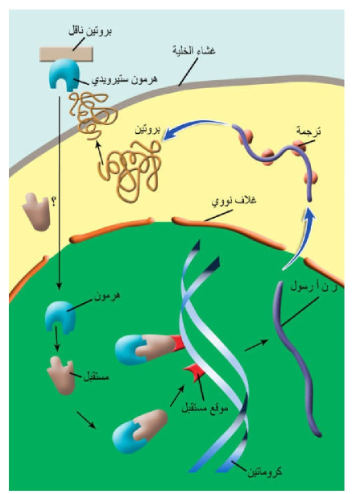 بروتين ناقل
غشاء الخلية
هرمون ستيرويدي
ترجمة
بروتين
؟
غلاف نووي
ر ن أ رسول
هرمون
مستقبل
موقع مستقبل
كروماتين